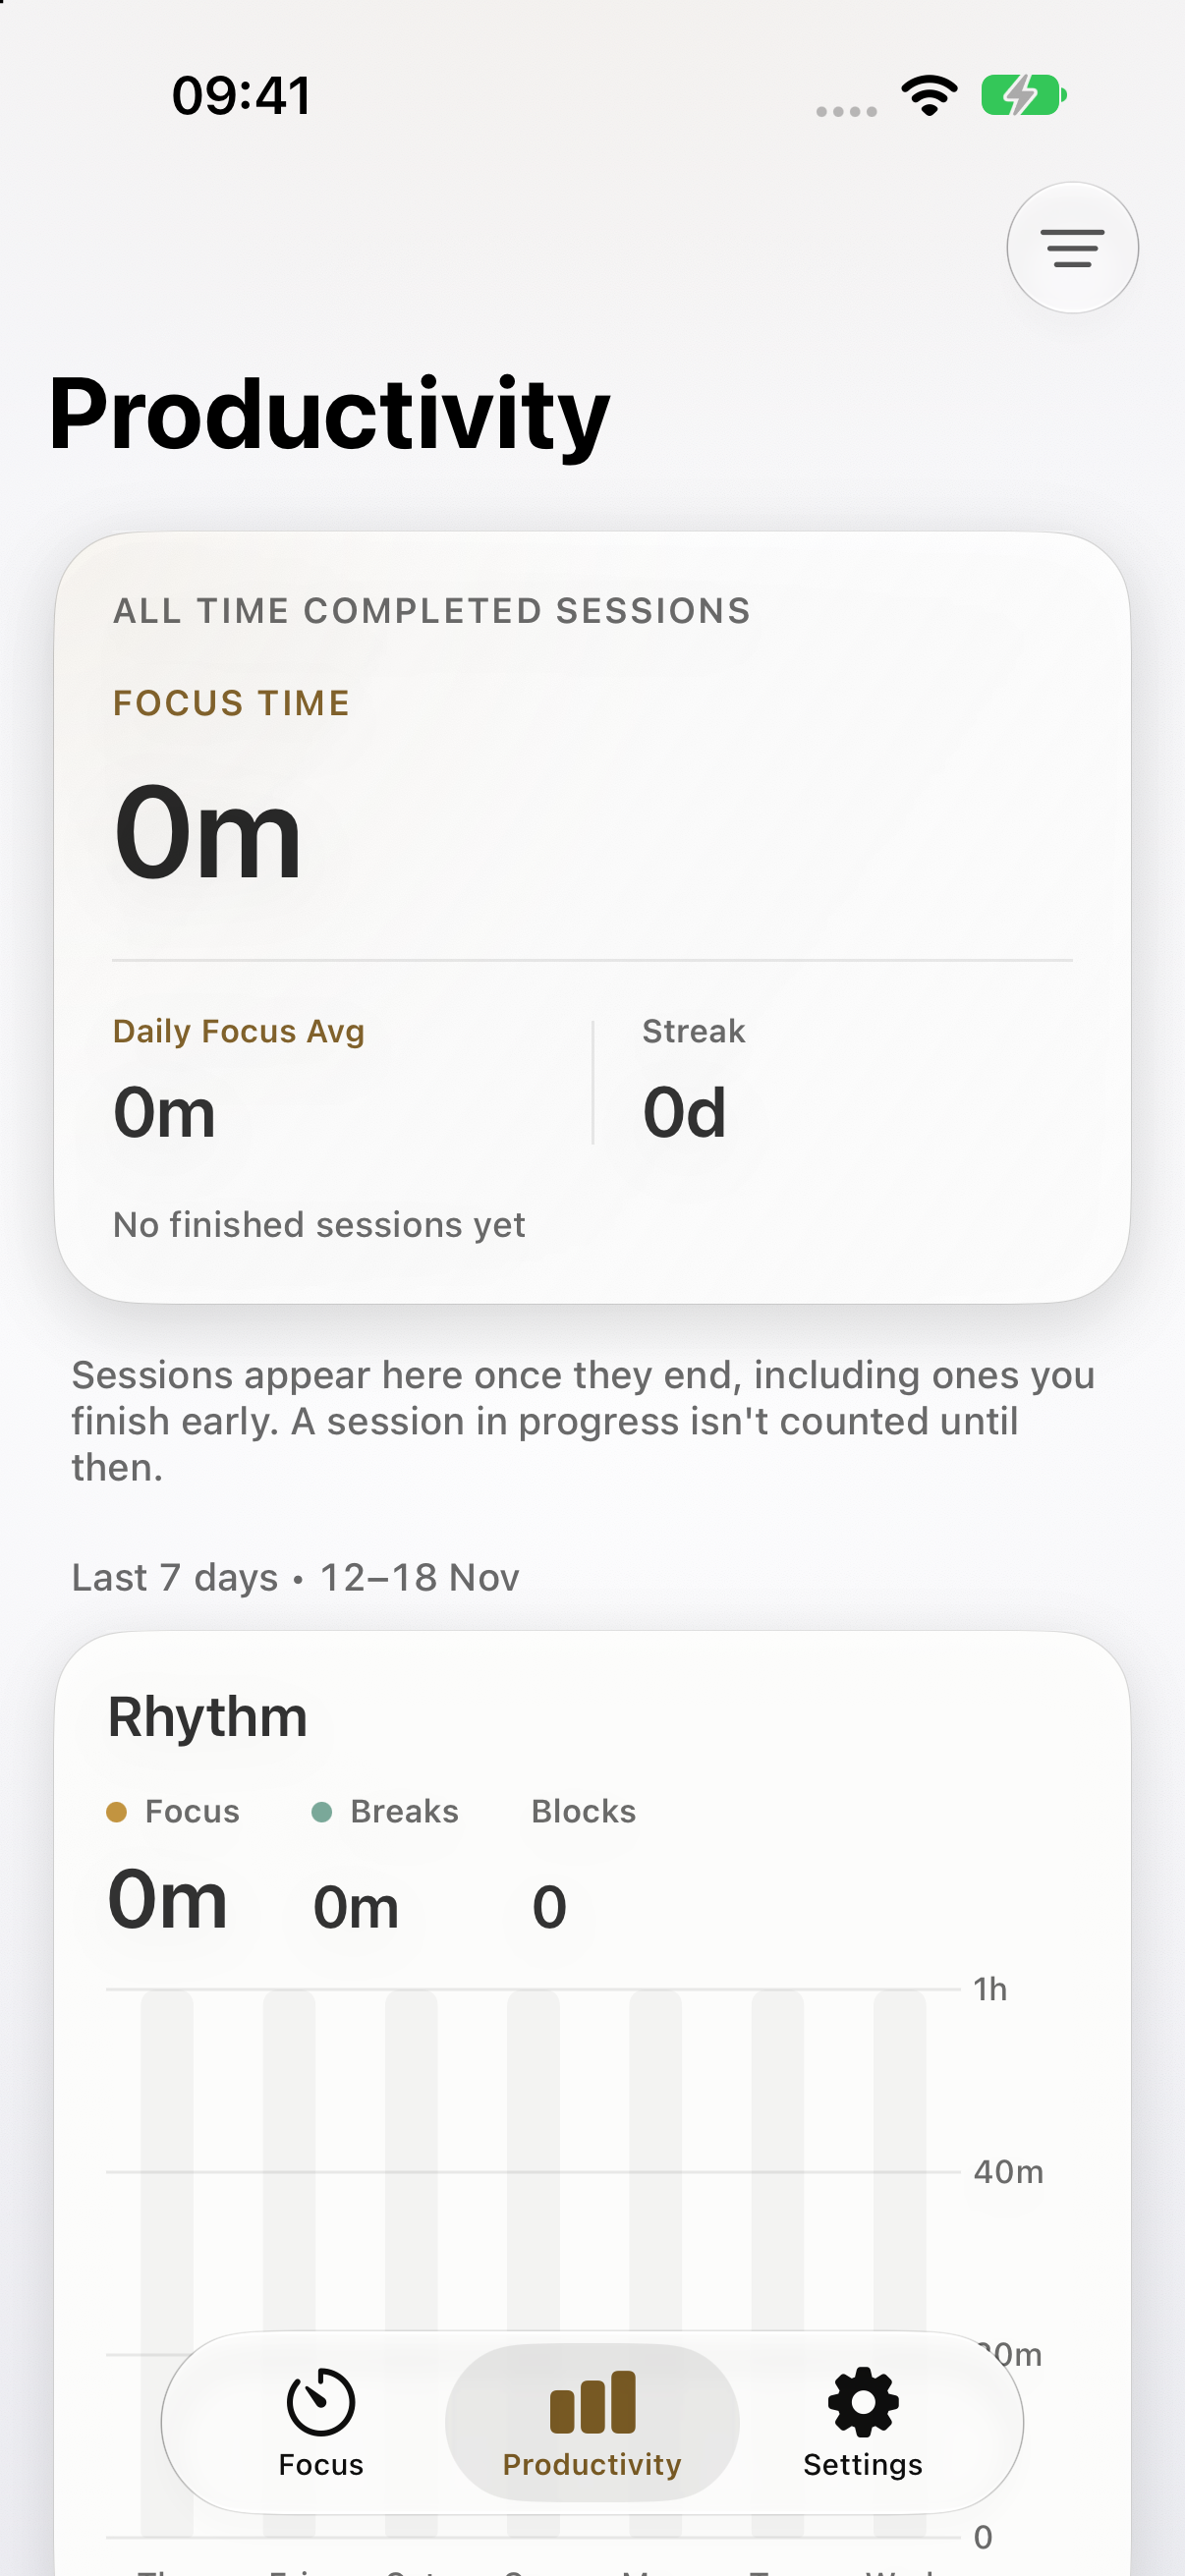 09:41
Productivity
ALL TIME COMPLETED SESSIONS
FOCUS TIME
0m
Daily Focus Avg
Streak
0m
0d
No finished sessions yet
Sessions appear here once they end, including ones you
finish early. A session in progress isn't counted until
then.
Last 7 days • 12–18 Nov
Rhythm
Focus
Breaks
Blocks
0m
0m
0
1h
40m
0
Focus
Productivity
Settings